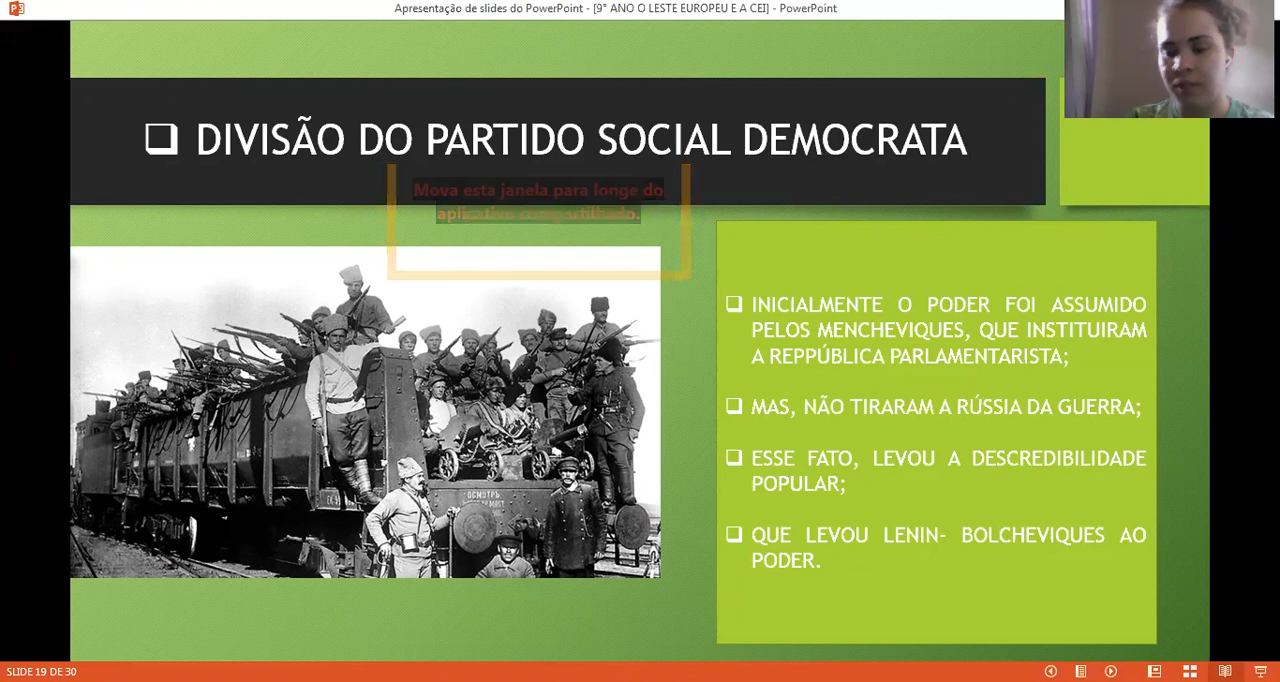 Apresentação de slides do PowerPoint - [9° ANO O LESTE EUROPEU E A CEI] - PowerPoint
DIVISÃO DO PARTIDO SOCIAL DEMOCRATA
Mova esta janela para longe do
aplicativo compartilhado.
INICIALMENTE O PODER FOI ASSUMIDO
PELOS MENCHEVIQUES, QUE INSTITUIRAM
A REPPÚBLICA PARLAMENTARISTA;
MAS, NÃO TIRARAM A RÚSSIA DA GUERRA;
ESSE FATO, LEVOU A DESCREDIBILIDADE
POPULAR;
QUE LEVOU LENIN- BOLCHEVIQUES AO
PODER.
ОСМОТРЪ
SLIDE 19 DE 30